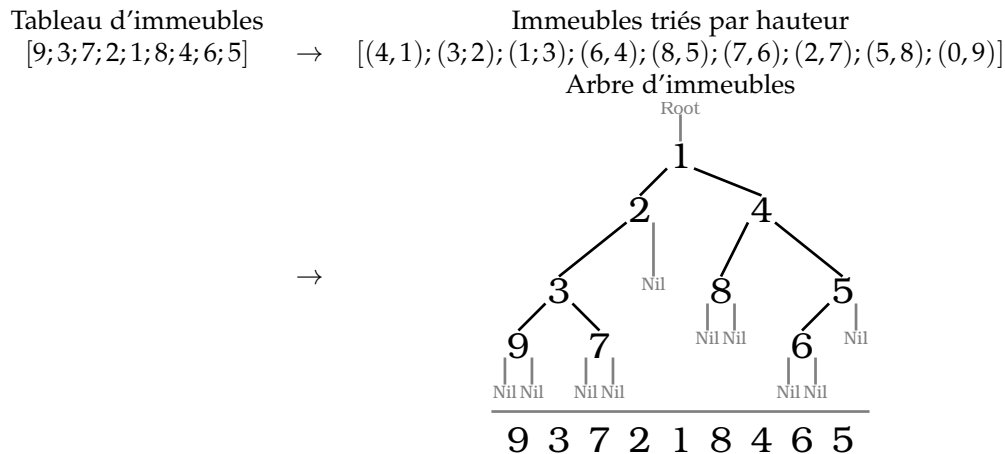 Tableau d’immeubles Immeubles triés par hauteur
[9; 3; 7; 2; 1; 8; 4; 6; 5] → [(4, 1); (3; 2); (1; 3); (6, 4); (8, 5); (7, 6); (2, 7); (5, 8); (0, 9)]
Arbre d’immeubles
Root
1
2 4
→ Nil
3 8 5
Nil Nil Nil
9 7 6
Nil Nil Nil Nil Nil Nil
9 3 7 2 1 8 4 6 5